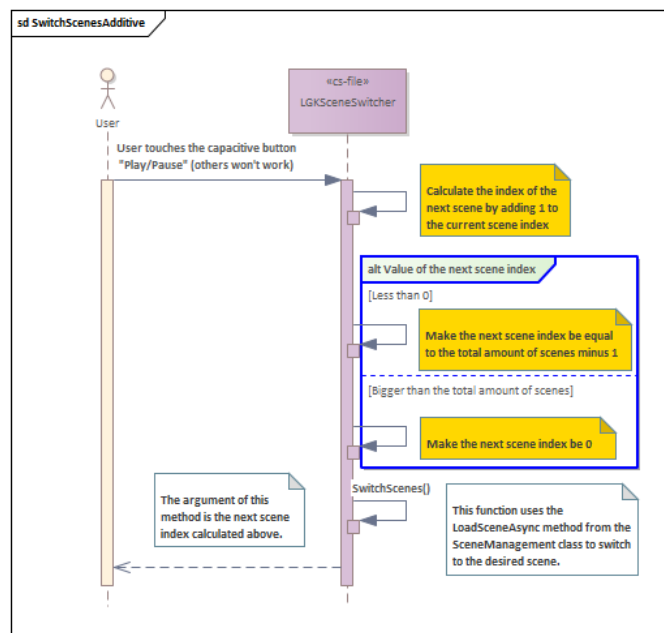 sd SwitchScenesAdditive
«cs-file»
LGKSceneSwitcher
User
User touches the capacitive button
"Play/Pause" (others won't work)
Calculate the index of the
next scene by adding 1 to
the current scene index
alt Value of the next scene index
[Less than 0]
Make the next scene index be equal
to the total amount of scenes minus 1
[Bigger than the total amount of scenes]
Make the next scene index be 0
SwitchScenes()
The argument of this
method is the next scene
index calculated above.
This function uses the
LoadSceneAsync method from the
SceneManagement class to switch
to the desired scene.